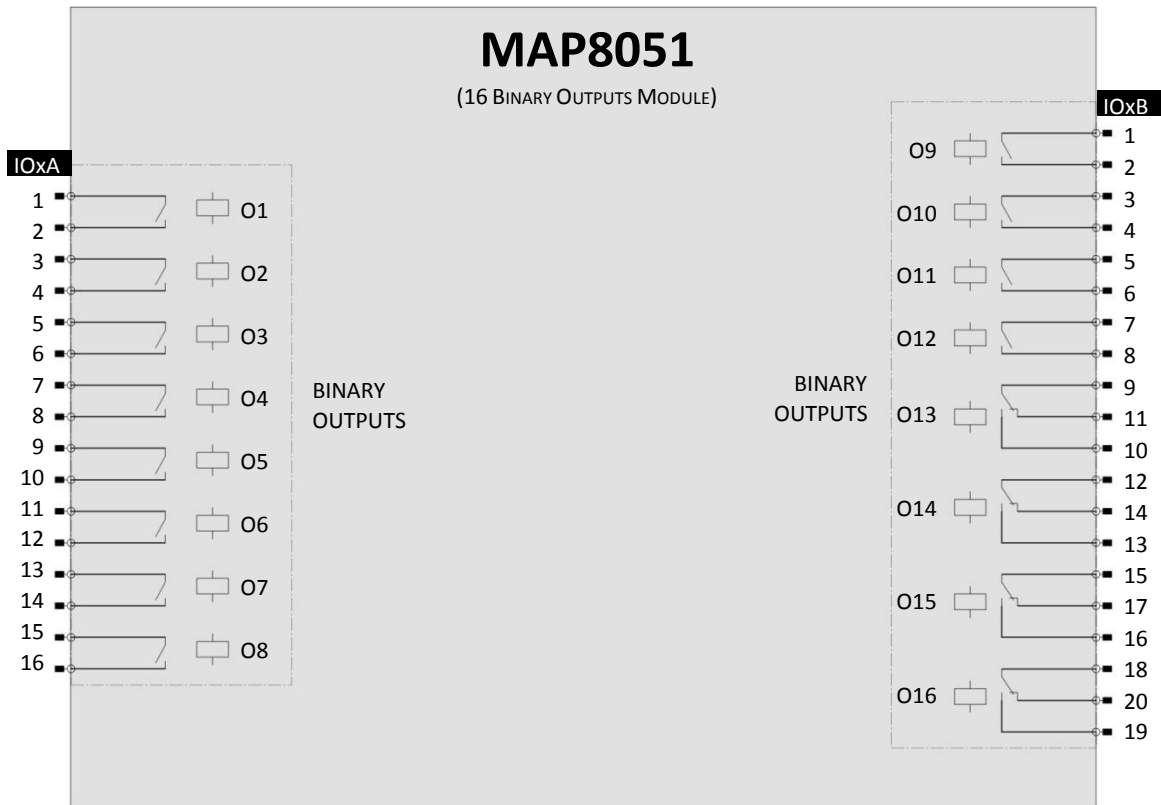 MAP8051
(16 BINARY OUTPUTS MODULE)
IOxA
1
2
3
4
5
6
7
8
9
10
11
12
13
14
15
16
O1
O2
O3
O4
O5
O6
O7
O8
BINARY
OUTPUTS
BINARY
OUTPUTS
O9
O10
O11
O12
O13
O14
O15
O16
IOxB
1
2
3
4
5
6
7
8
9
11
10
12
14
13
15
17
16
18
20
19